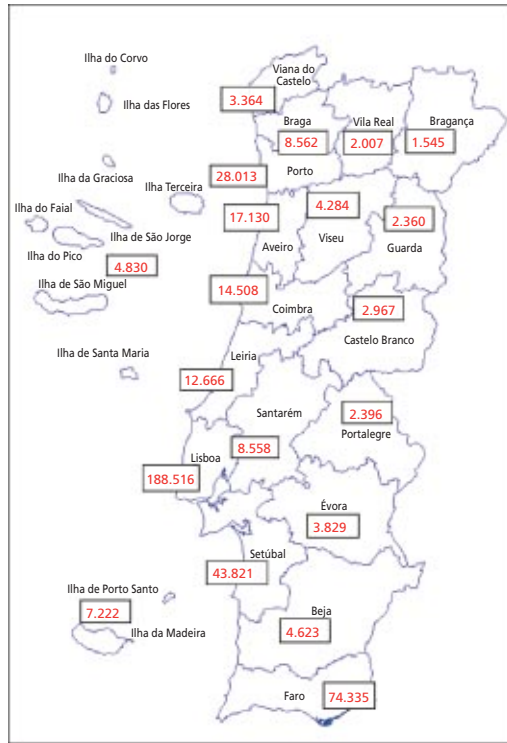 Ilha do Corvo
Viana do
Castelo
3.364
Ilha das Flores
Braga
Vila Real
Bragança
8.562
2.007
1.545
Ilha da Graciosa
28.013
Porto
Ilha Terceira
Ilha do Faial
17.130
4.284
2.360
Ilha de São Jorge
Aveiro
Viseu
Guarda
Ilha do Pico
4.830
Ilha de São Miguel
14.508
Coimbra
2.967
Castelo Branco
Ilha de Santa Maria
Leiria
12.666
Santarém
2.396
Portalegre
Lisboa
8.558
188.516
Évora
3.829
Setúbal
43.821
Ilha de Porto Santo
7.222
Ilha da Madeira
Beja
4.623
Faro
74.335